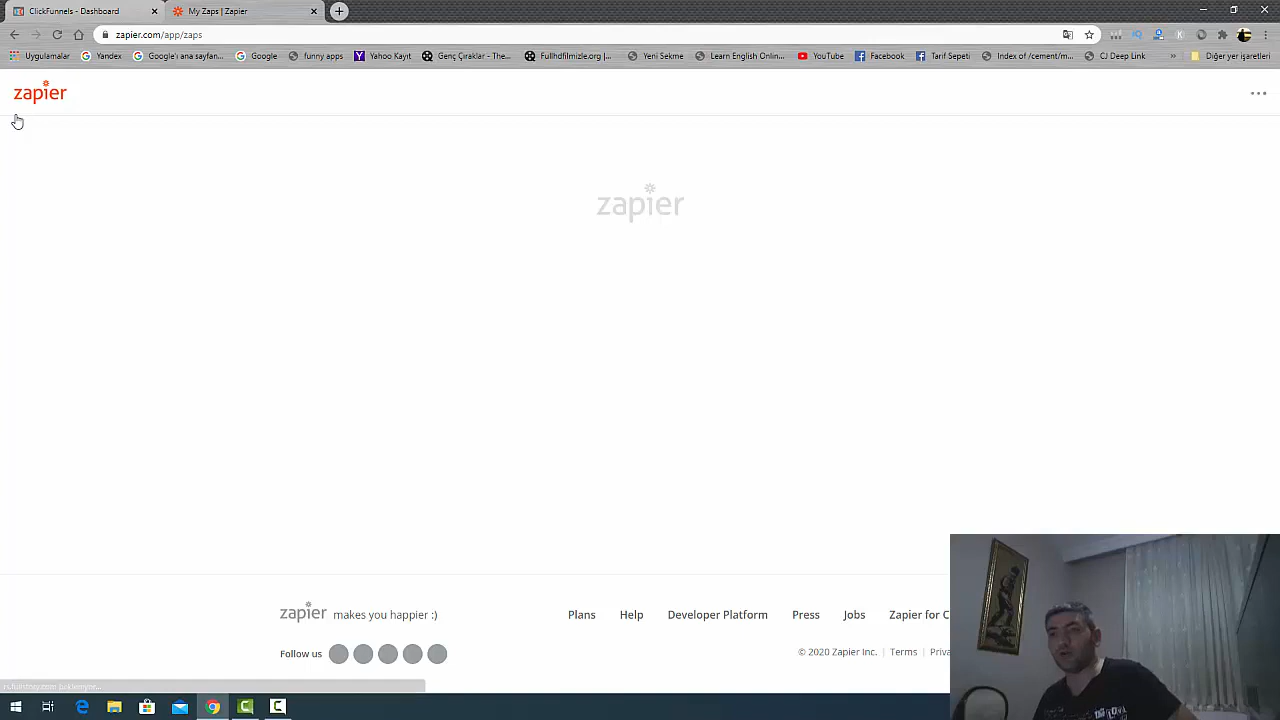 ClickFunnels - Dashboard
My Zaps | Zapier
zapier.com/app/zaps
Uygulamalar
Yandex
Google'ı ana sayfan...
Google
funny apps
Yahoo Kayıt
Genç Çıraklar - The...
Fullhdfilmizle.org |...
Yeni Sekme
Learn English Onlin...
YouTube
Facebook
Tarif Sepeti
Index of /cement/m...
CJ Deep Link
»
Diğer yer işaretleri
zapier
zapier
zapier makes you happier :)
Plans
Help
Developer Platform
Press
Jobs
Zapier for C
Follow us
© 2020 Zapier Inc. | Terms | Priva